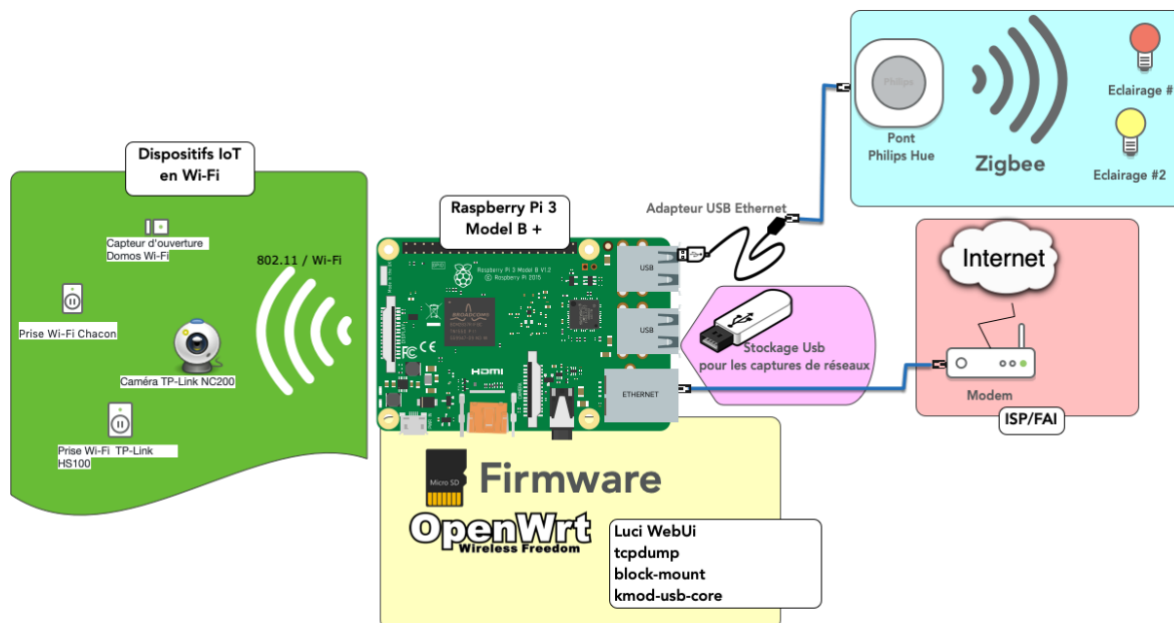 Dispositifs IoT
en Wi-Fi
Capteur d'ouverture
Domos Wi-Fi
802.11 / Wi-Fi
Prise Wi-Fi Chacon
Caméra TP-Link NC200
Prise Wi-Fi TP-Link
HS100
Raspberry Pi 3
Model B +
Raspberry Pi 3 Model B V1.2
© Raspberry Pi 2015
BROADCOM
FC CE
HDMI
USB
USB
ETHERNET
Adapteur USB Ethernet
Stockage Usb
pour les captures de réseaux
Philips
Pont
Philips Hue
Zigbee
Eclairage #
Eclairage #2
Internet
Modem
ISP/FAI
Micro SD
Firmware
OpenWrt
Wireless Freedom
Luci WebUi
tcpdump
block-mount
kmod-usb-core